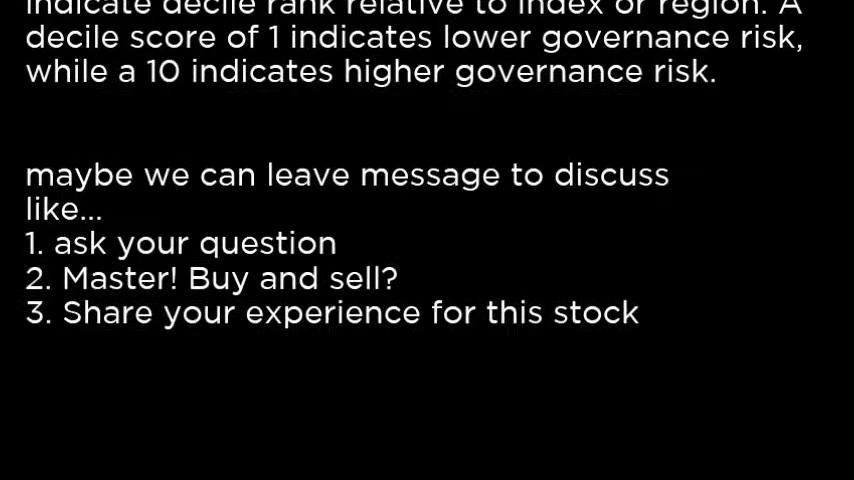 indicate decile rank relative to index or region. A
decile score of 1 indicates lower governance risk,
while a 10 indicates higher governance risk.
maybe we can leave message to discuss
like...
1. ask your question
2. Master! Buy and sell?
3. Share your experience for this stock